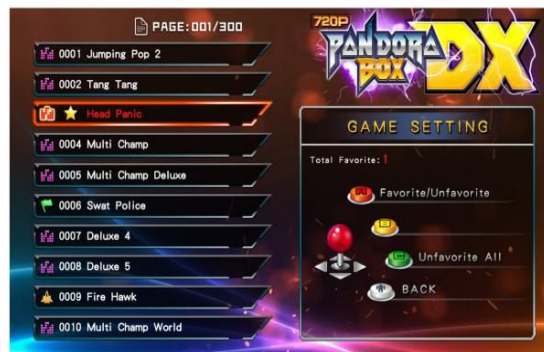 PAGE:001/300
0001 Jumping Pop 2
0002 Tang Tang
Head Panic
0004 Multi Champ
0005 Multi Champ Deluxe
0006 Swat Police
0007 Deluxe 4
0008 Deluxe 5
0009 Fire Hawk
0010 Multi Champ World
720P
PANDORA
BOX
DX
GAME SETTING
Total Favorite:1
Favorite/Unfavorite
Unfavorite All
BACK